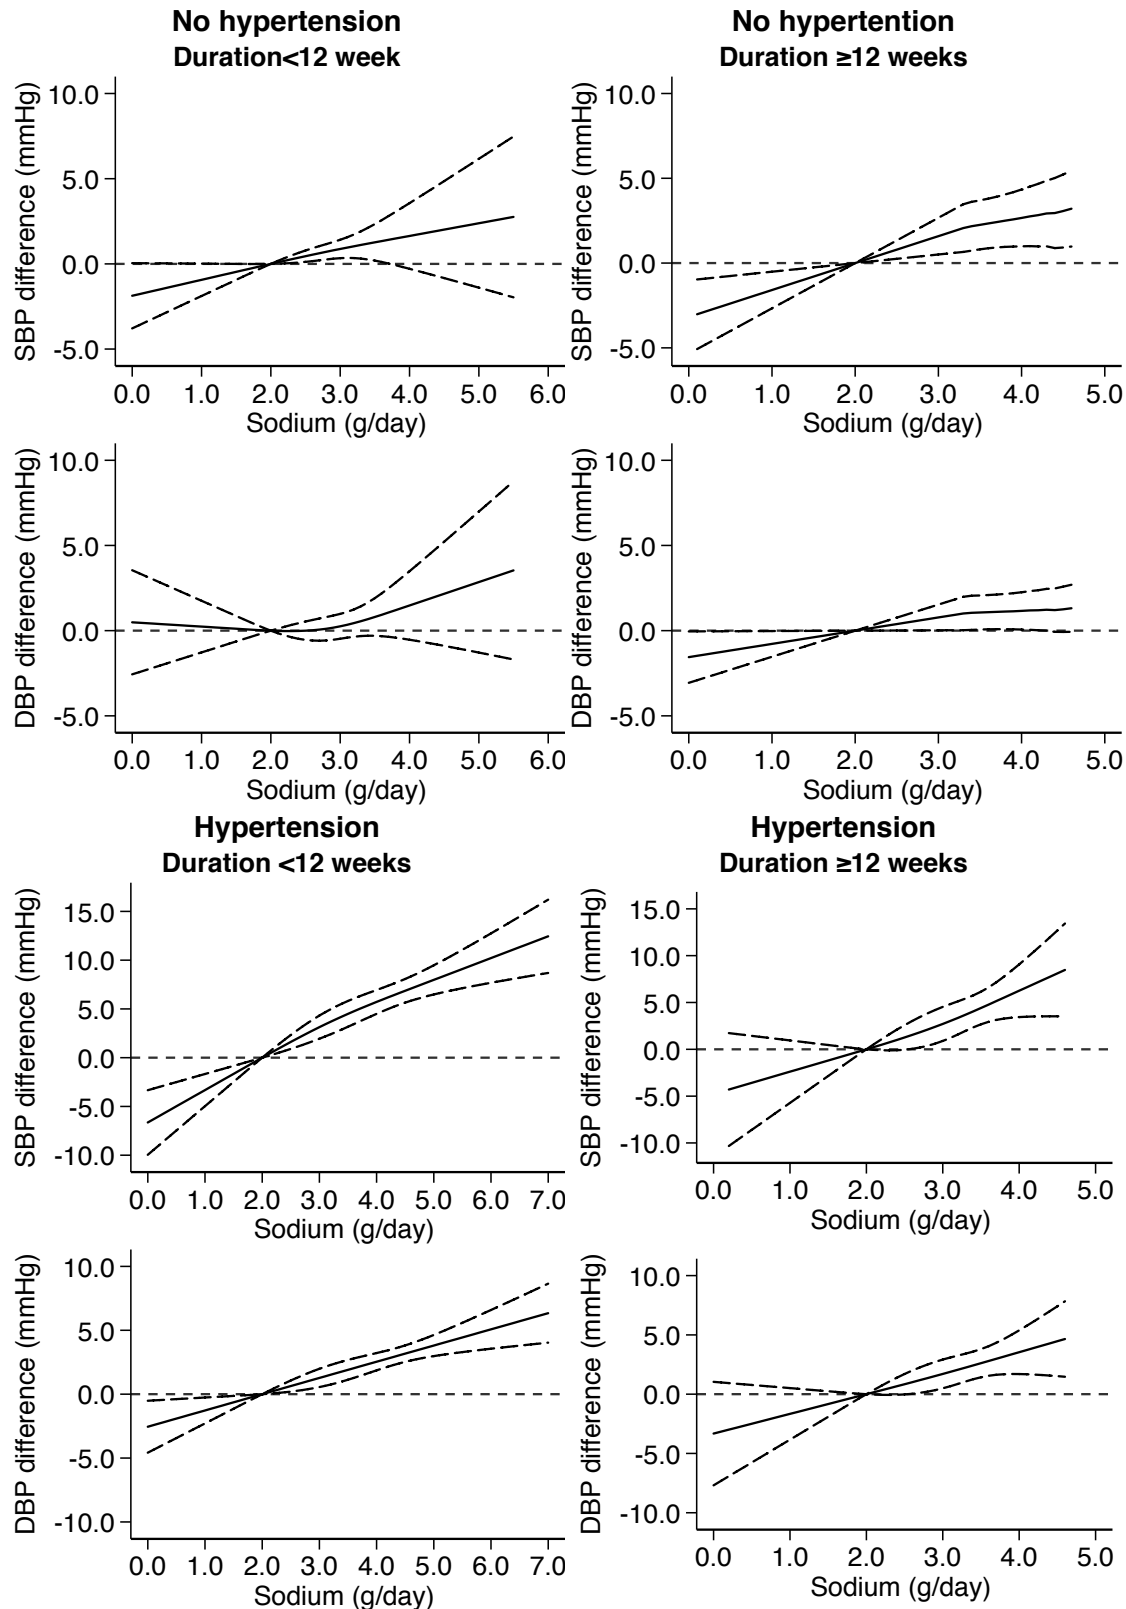 No hypertension
Duration<12 week
10.0
5.0
0.0
-5.0
SBP difference (mmHg)
0.0 1.0 2.0 3.0 4.0 5.0 6.0
Sodium (g/day)
No hypertention
Duration ≥12 weeks
10.0
5.0
0.0
-5.0
SBP difference (mmHg)
0.0 1.0 2.0 3.0 4.0 5.0
Sodium (g/day)
10.0
5.0
0.0
-5.0
DBP difference (mmHg)
0.0 1.0 2.0 3.0 4.0 5.0 6.0
Sodium (g/day)
10.0
5.0
0.0
-5.0
DBP difference (mmHg)
0.0 1.0 2.0 3.0 4.0 5.0
Sodium (g/day)
Hypertension
Duration <12 weeks
15.0
10.0
5.0
0.0
-5.0
-10.0
SBP difference (mmHg)
0.0 1.0 2.0 3.0 4.0 5.0 6.0 7.0
Sodium (g/day)
Hypertension
Duration ≥12 weeks
15.0
10.0
5.0
0.0
-5.0
-10.0
SBP difference (mmHg)
0.0 1.0 2.0 3.0 4.0 5.0
Sodium (g/day)
10.0
5.0
0.0
-5.0
-10.0
DBP difference (mmHg)
0.0 1.0 2.0 3.0 4.0 5.0 6.0 7.0
Sodium (g/day)
10.0
5.0
0.0
-5.0
-10.0
DBP difference (mmHg)
0.0 1.0 2.0 3.0 4.0 5.0
Sodium (g/day)